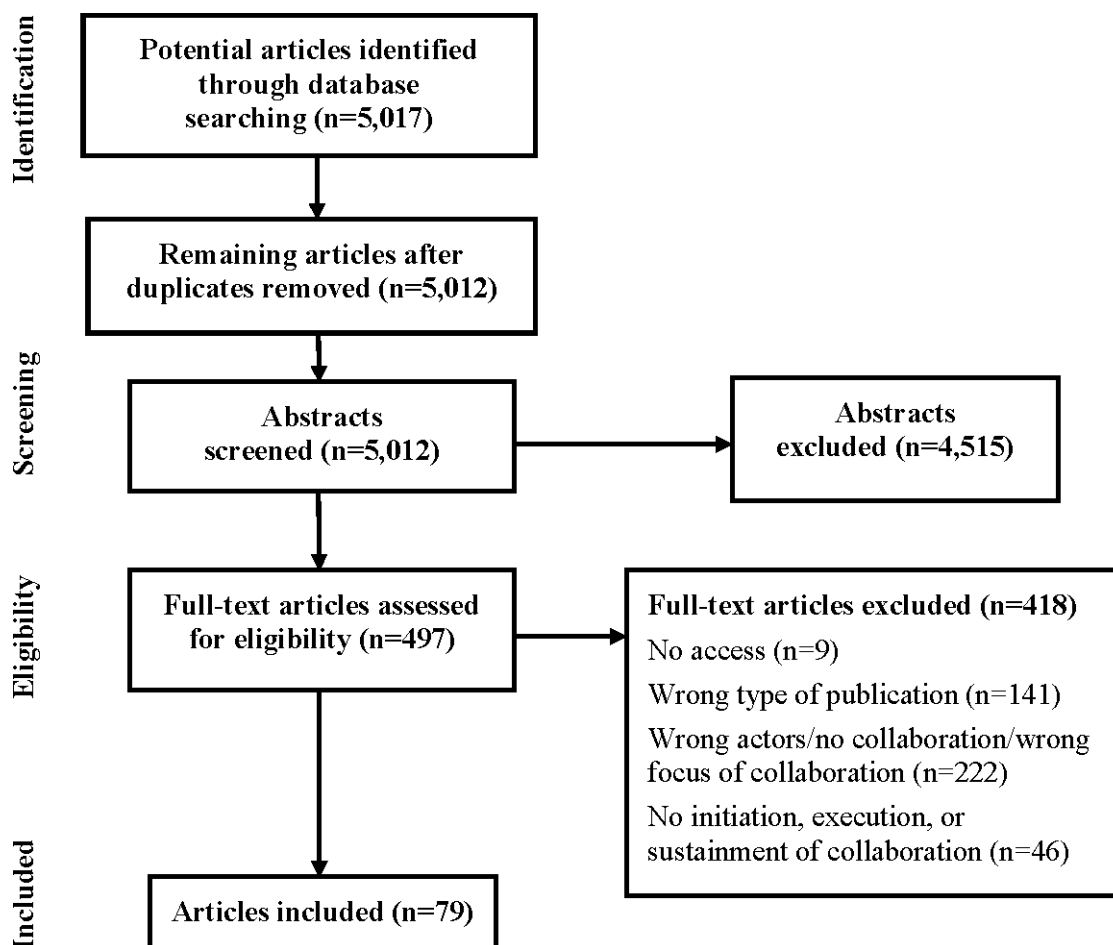 Identification
Potential articles identified
through database
searching (n=5,017)
Remaining articles after
duplicates removed (n=5,012)
Screening
Abstracts
screened (n=5,012)
Abstracts
excluded (n=4,515)
Eligibility
Full-text articles assessed
for eligibility (n=497)
Full-text articles excluded (n=418)
No access (n=9)
Wrong type of publication (n=141)
Wrong actors/no collaboration/wrong
focus of collaboration (n=222)
No initiation, execution, or
sustainment of collaboration (n=46)
Included
Articles included (n=79)